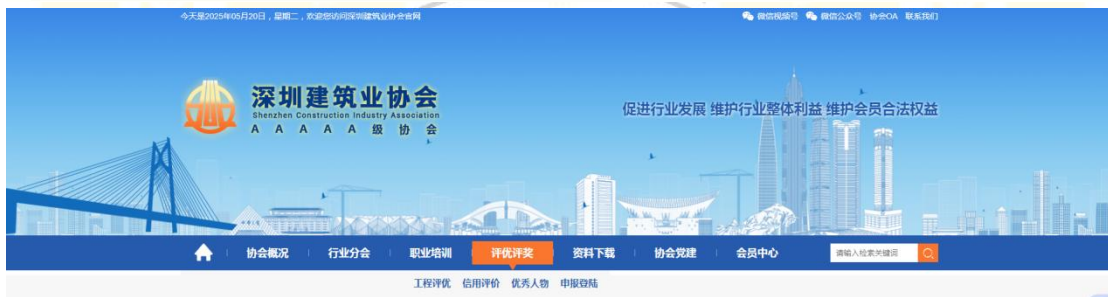 今天是2025年05月20日，星期二，欢迎您访问深圳建筑业协会官网
微信视频号 微信公众号 协会OA 联系我们
深圳建筑业协会
Shenzhen Construction Industry Association
AAAAA级协会
促进行业发展 维护行业整体利益 维护会员合法权益
协会概况 行业分会 职业培训 评优评奖 资料下载 协会党建 会员中心 请输入检索关键词
工程评优 信用评价 优秀人物 申报登陆